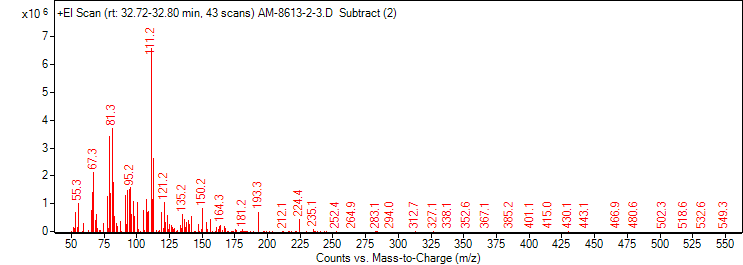 x10 6 +EI Scan (rt: 32.72-32.80 min, 43 scans) AM-8613-2-3.D Subtract (2)
7
6
5
4
3
2
1
0
55.3 67.3 81.3 95.2 111.2 121.2 135.2 150.2 164.3 181.2 193.3 212.1 224.4 235.1 252.4 264.9 283.1 294.0 312.7 327.1 338.1 352.6 367.1 385.2 401.1 415.0 430.1 443.1 466.9 480.6 502.3 518.6 532.6 549.3
50 75 100 125 150 175 200 225 250 275 300 325 350 375 400 425 450 475 500 525 550
Counts vs. Mass-to-Charge (m/z)